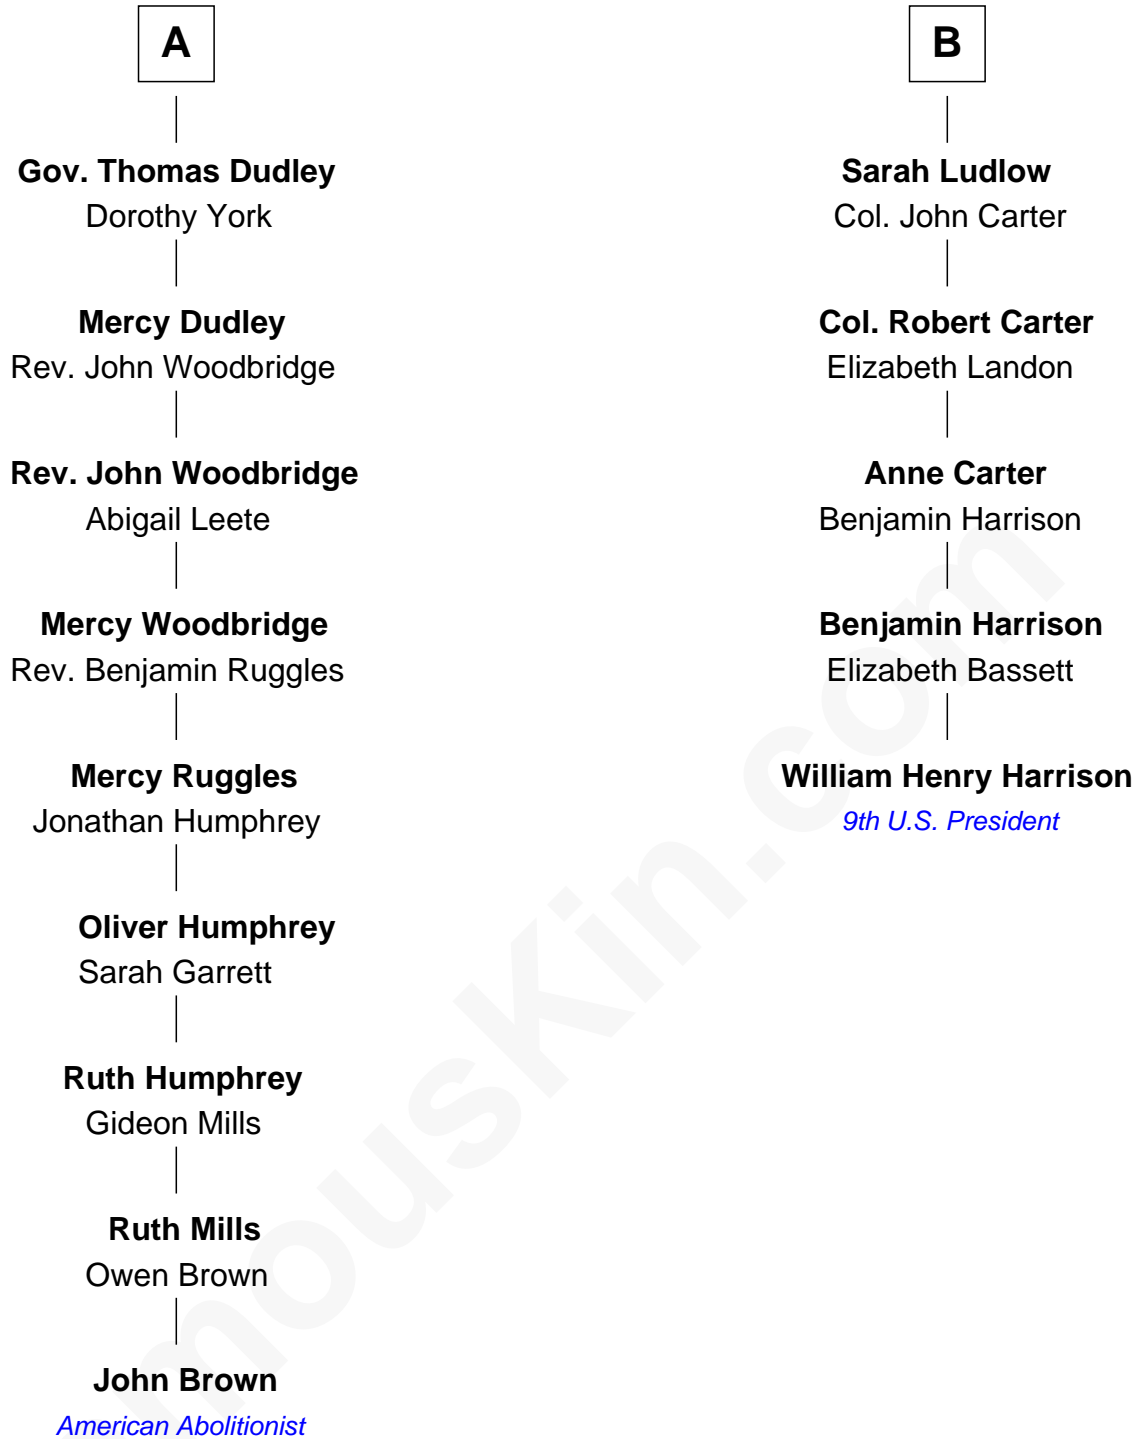 A
Gov. Thomas Dudley
Dorothy York
Mercy Dudley
Rev. John Woodbridge
Rev. John Woodbridge
Abigail Leete
Mercy Woodbridge
Rev. Benjamin Ruggles
Mercy Ruggles
Jonathan Humphrey
Oliver Humphrey
Sarah Garrett
Ruth Humphrey
Gideon Mills
Ruth Mills
Owen Brown
John Brown
American Abolitionist
B
Sarah Ludlow
Col. John Carter
Col. Robert Carter
Elizabeth Landon
Anne Carter
Benjamin Harrison
Benjamin Harrison
Elizabeth Bassett
William Henry Harrison
9th U.S. President
mousKin.com